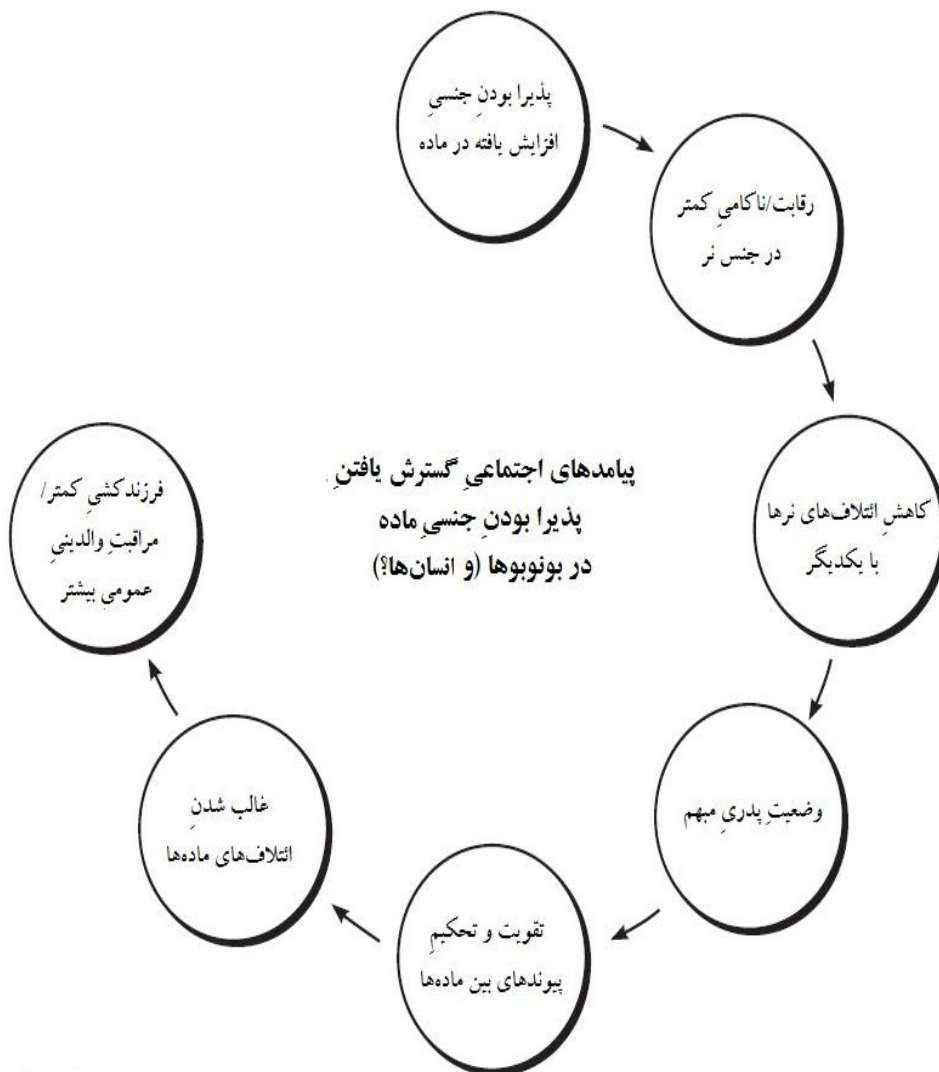 پذیرا بودنِ جنسیِ
افزایش یافته در ماده
رقابت/ناکامیِ کمتر
در جنس نر
کاهشِ ائتلاف‌های نرها
با یکدیگر
وضعیتِ پدریِ مبهم
تقویت و تحکیمِ
پیوندهای بین ماده‌ها
غالب شدنِ
ائتلاف‌های ماده‌ها
فرزندکشیِ کمتر/
مراقبتِ والدینیِ
عمومیِ بیشتر
پیامدهای اجتماعیِ گسترش یافتنِ
پذیرا بودنِ جنسیِ ماده
در بونوبوها (و انسان‌ها؟)